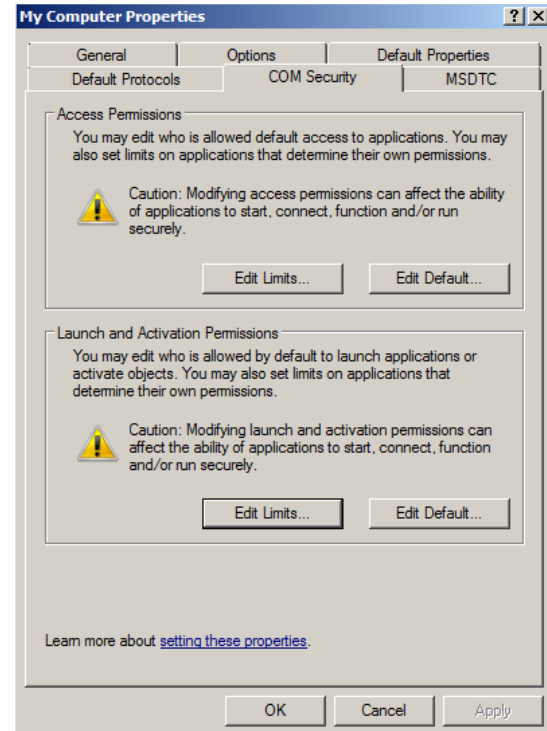 My Computer Properties
General Options Default Properties
Default Protocols COM Security MSDTC
Access Permissions
You may edit who is allowed default access to applications. You may
also set limits on applications that determine their own permissions.
Caution: Modifying access permissions can affect the ability
of applications to start, connect, function and/or run
securely.
Edit Limits... Edit Default...
Launch and Activation Permissions
You may edit who is allowed by default to launch applications or
activate objects. You may also set limits on applications that
determine their own permissions.
Caution: Modifying launch and activation permissions can
affect the ability of applications to start, connect, function
and/or run securely.
Edit Limits... Edit Default...
Learn more about setting these properties.
OK Cancel Apply